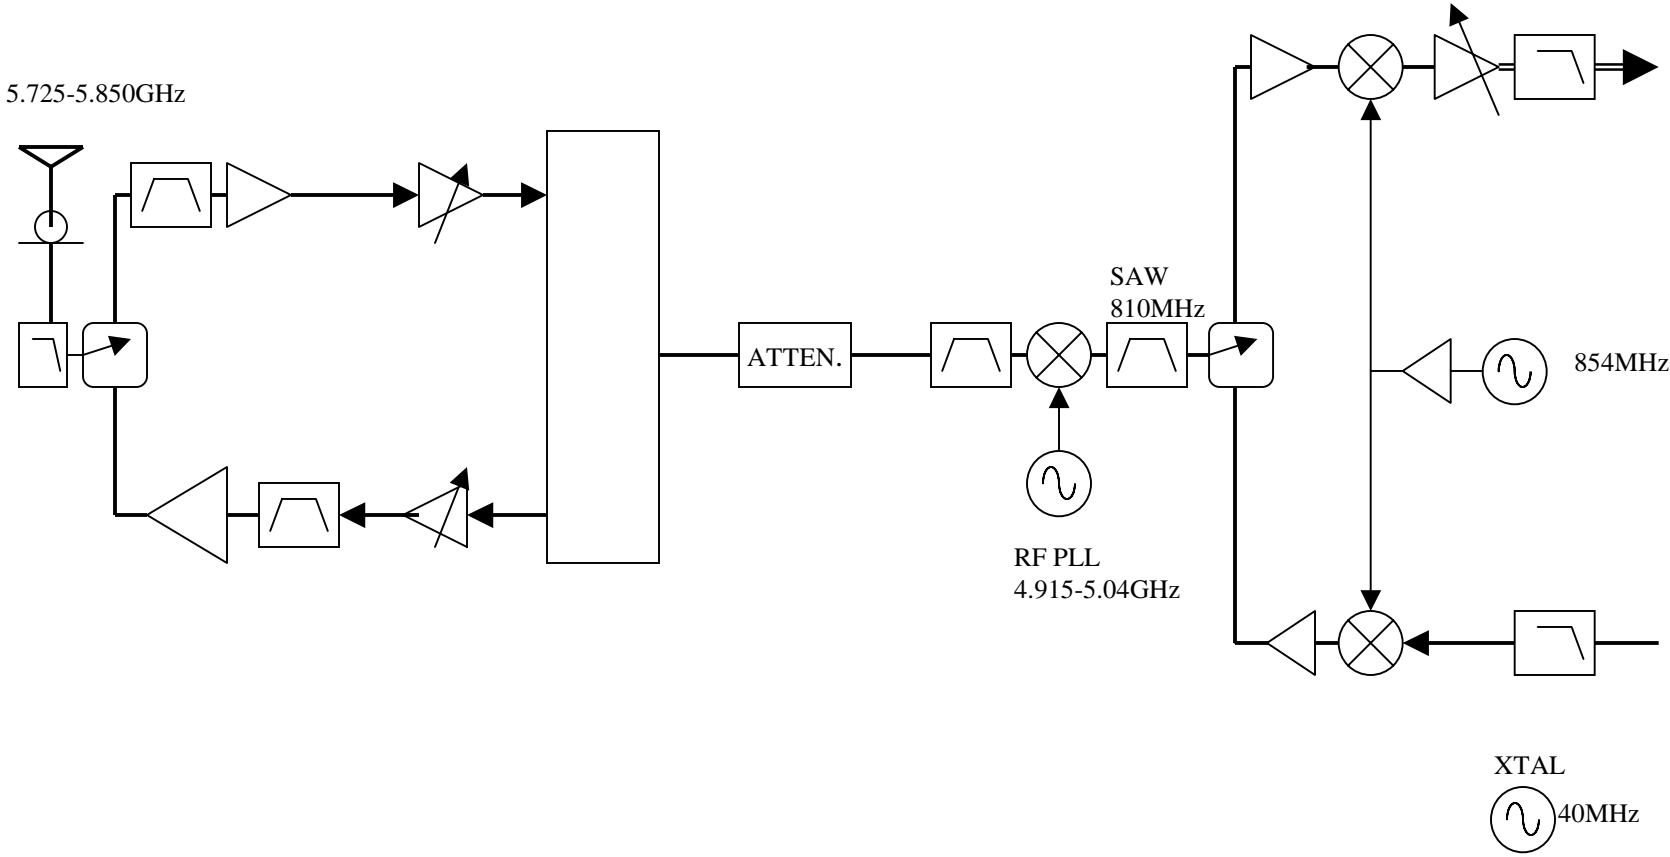 5.725-5.850GHz
SAW
810MHz
ATTEN.
854MHz
RF PLL
4.915-5.04GHz
XTAL
40MHz